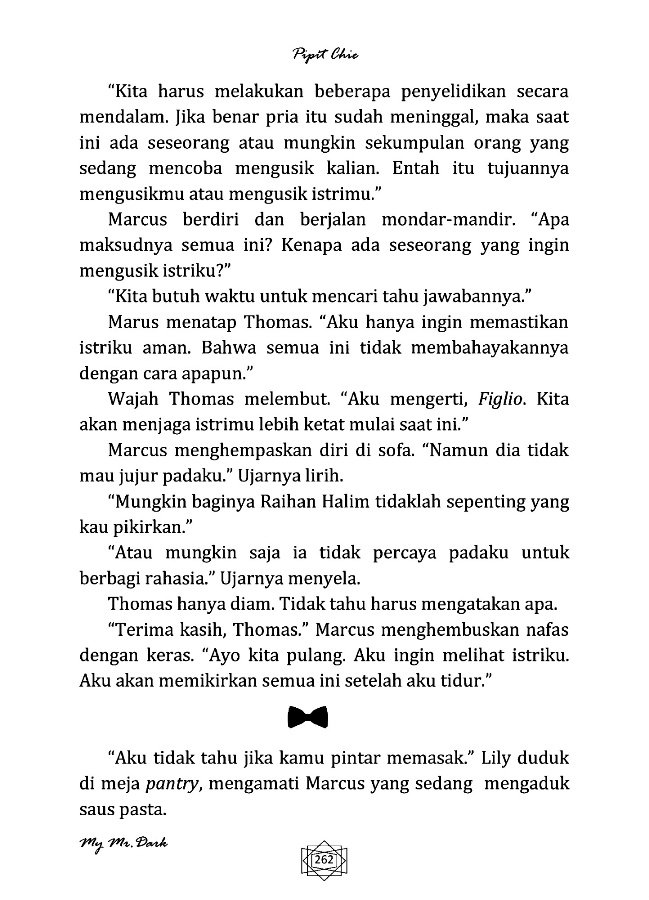 Pipit Chie
“Kita harus melakukan beberapa penyelidikan secara
mendalam. Jika benar pria itu sudah meninggal, maka saat
ini ada seseorang atau mungkin sekumpulan orang yang
sedang mencoba mengusik kalian. Entah itu tujuannya
mengusikmu atau mengusik istrimu.”
Marcus berdiri dan berjalan mondar-mandir. “Apa
maksudnya semua ini? Kenapa ada seseorang yang ingin
mengusik istriku?”
“Kita butuh waktu untuk mencari tahu jawabannya.”
Marus menatap Thomas. “Aku hanya ingin memastikan
istriku aman. Bahwa semua ini tidak membahayakannya
dengan cara apapun.”
Wajah Thomas melembut. “Aku mengerti, Figlio. Kita
akan menjaga istrimu lebih ketat mulai saat ini.”
Marcus menghempaskan diri di sofa. “Namun dia tidak
mau jujur padaku.” Ujarnya lirih.
“Mungkin baginya Raihan Halim tidaklah sepenting yang
kau pikirkan.”
“Atau mungkin saja ia tidak percaya padaku untuk
berbagi rahasia.” Ujarnya menyela.
Thomas hanya diam. Tidak tahu harus mengatakan apa.
“Terima kasih, Thomas.” Marcus menghembuskan nafas
dengan keras. “Ayo kita pulang. Aku ingin melihat istriku.
Aku akan memikirkan semua ini setelah aku tidur.”
“Aku tidak tahu jika kamu pintar memasak.” Lily duduk
di meja pantry, mengamati Marcus yang sedang mengaduk
saus pasta.
My Mr. Dark
262